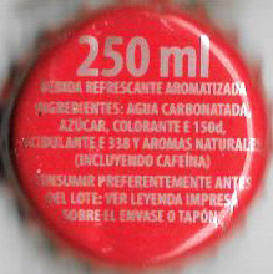 250 ml
BEBIDA REFRESCANTE AROMATIZADA
INGREDIENTES: AGUA CARBONATADA,
AZÚCAR, COLORANTE E 150d,
ACIDULANTE E 338 Y AROMAS NATURALES
(INCLUYENDO CAFEÍNA)
CONSUMIR PREFERENTEMENTE ANTES
DEL LOTE: VER LEYENDA IMPRESA
SOBRE EL ENVASE O TAPÓN